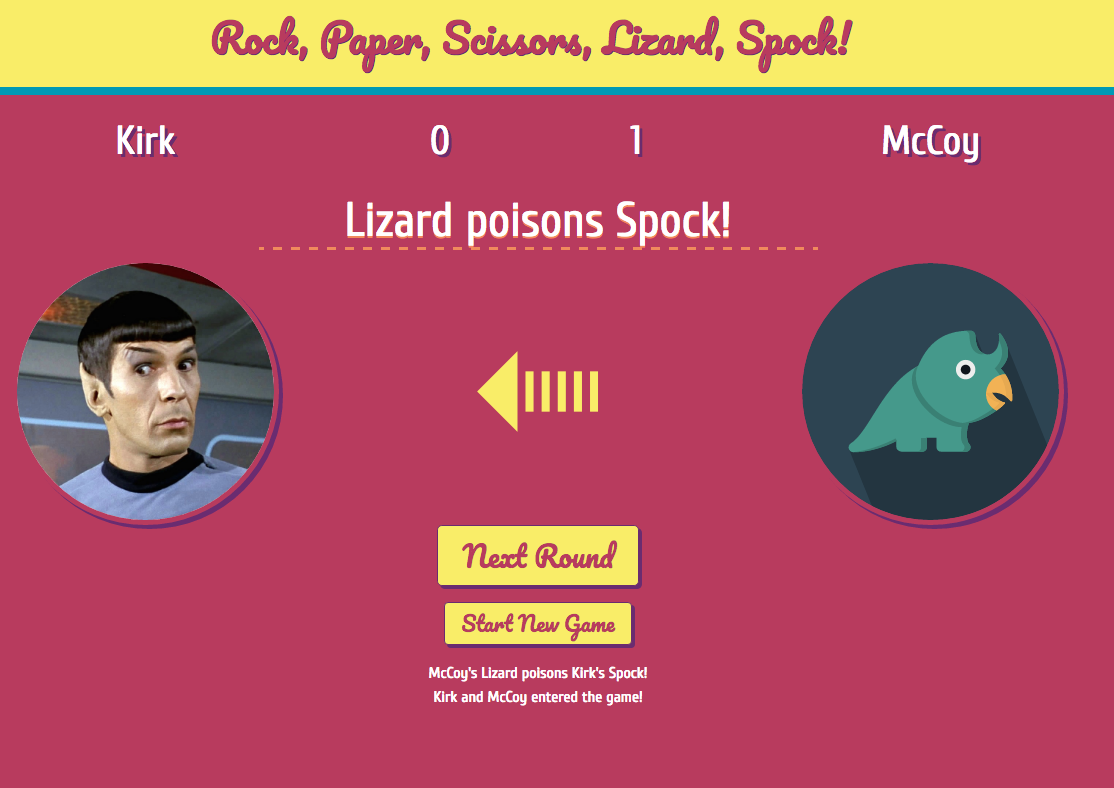 Rock, Paper, Scissors, Lizard, Spock!
Kirk 0 1 McCoy
Lizard poisons Spock!
Next Round
Start New Game
McCoy's Lizard poisons Kirk's Spock!
Kirk and McCoy entered the game!